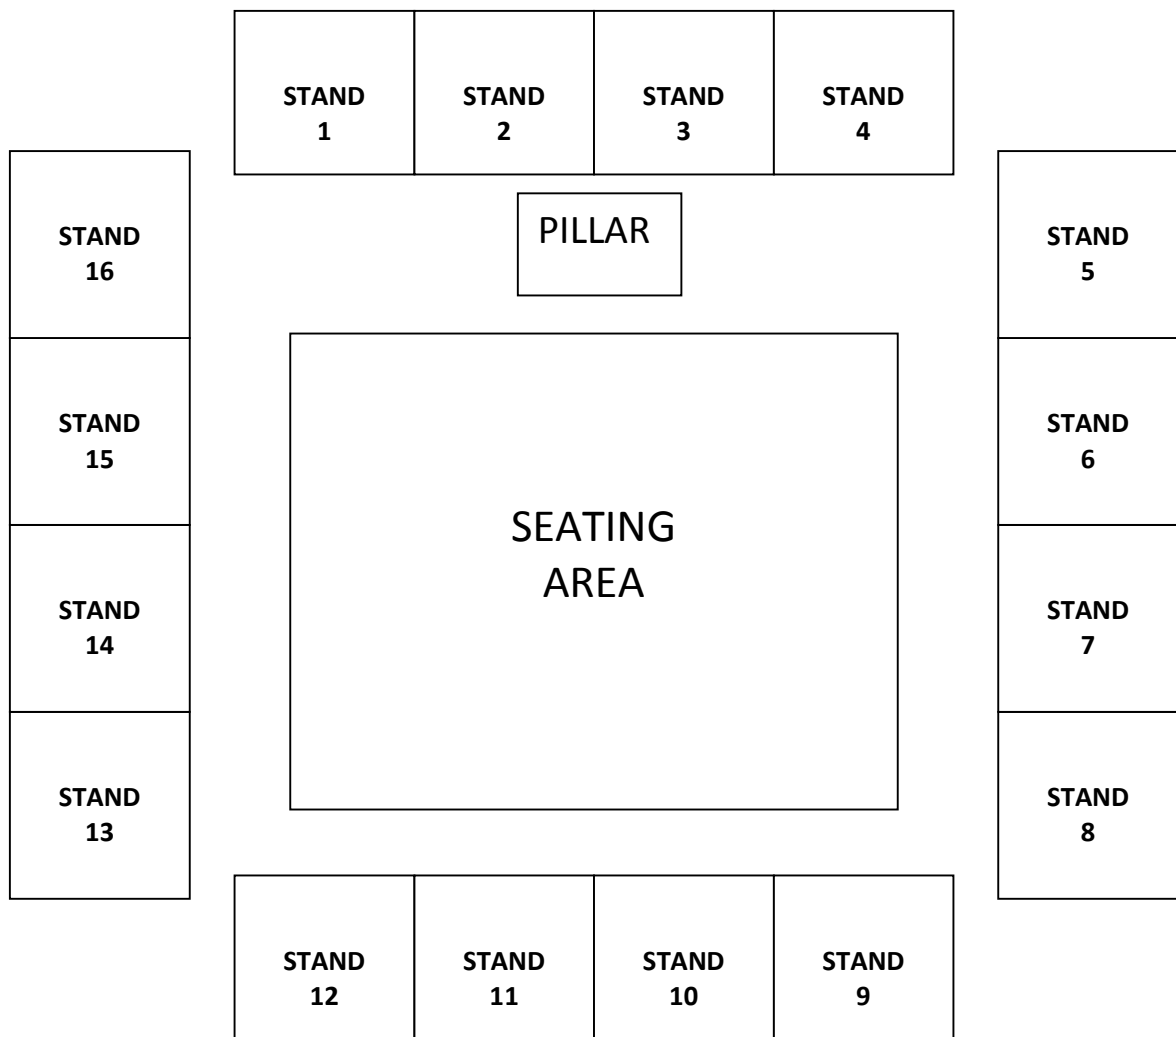 STAND
1
STAND
2
STAND
3
STAND
4
PILLAR
STAND
16
STAND
5
STAND
15
STAND
6
SEATING
AREA
STAND
14
STAND
7
STAND
13
STAND
8
STAND
12
STAND
11
STAND
10
STAND
9